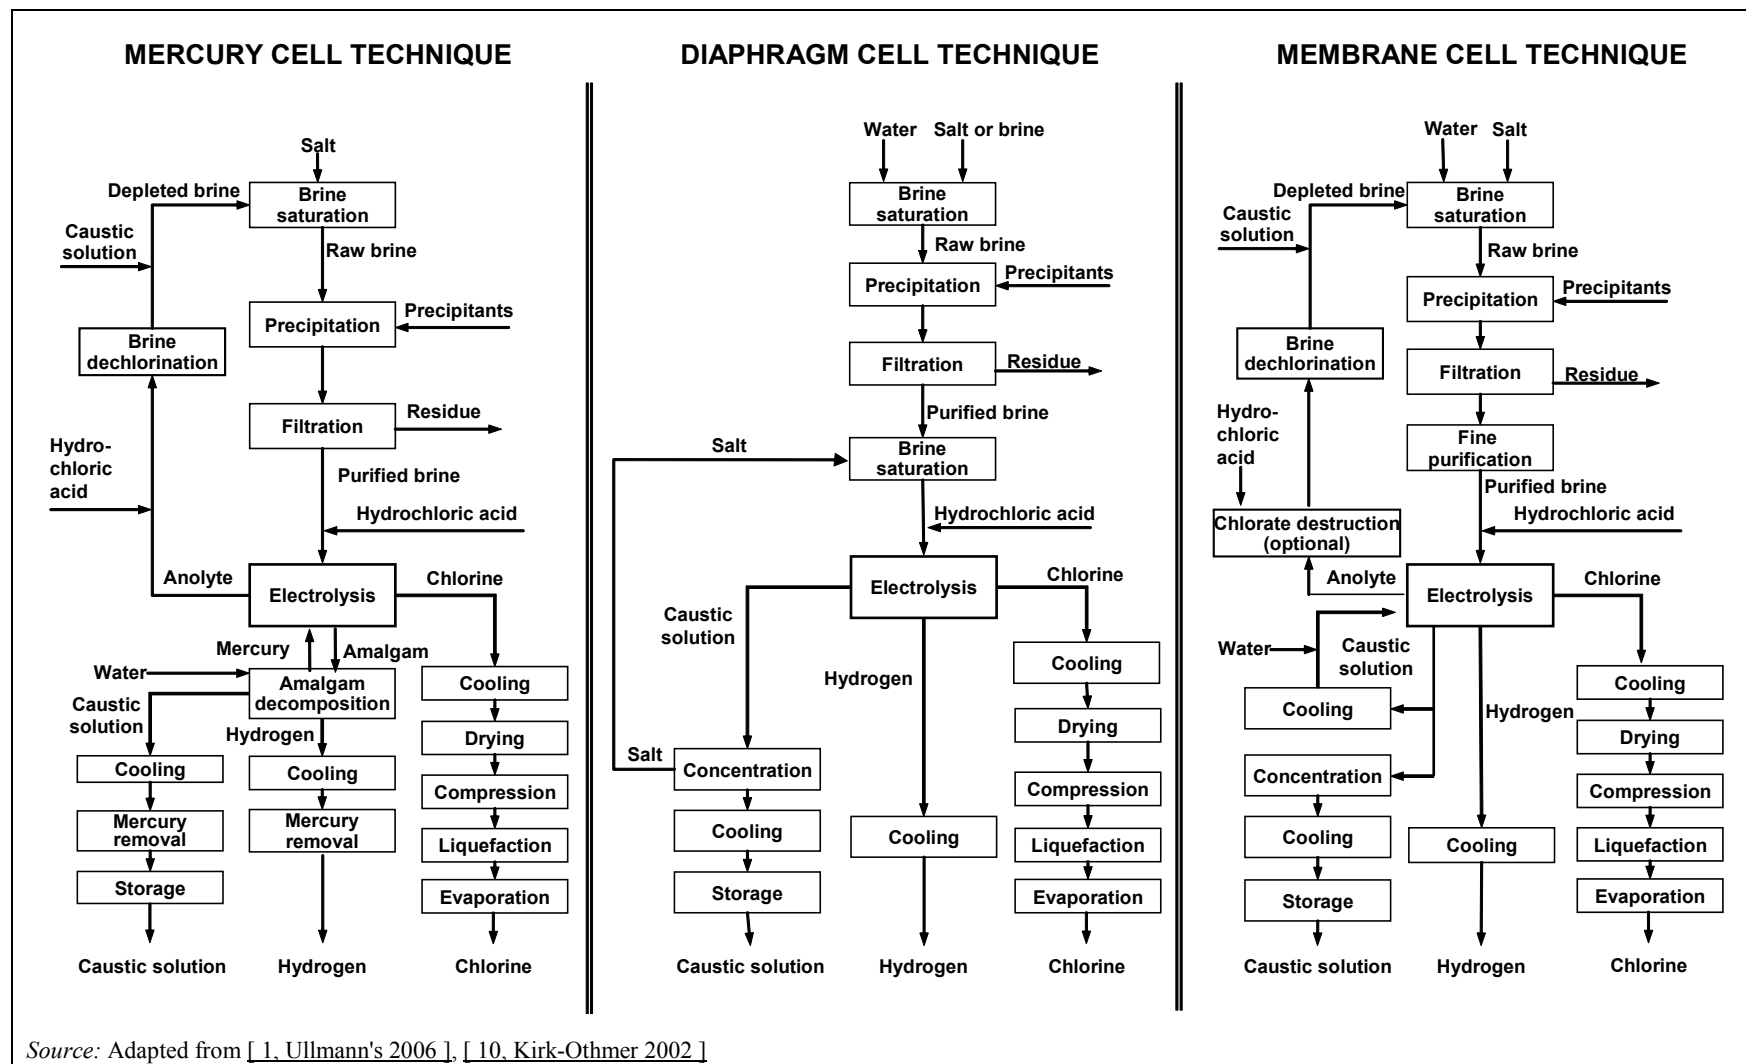 MERCURY CELL TECHNIQUE
Salt
Depleted brine
Brine
saturation
Caustic
solution
Raw brine
Precipitation
Precipitants
Brine
dechlorination
Filtration
Residue
Hydro-
chloric
acid
Purified brine
Hydrochloric acid
Anolyte
Electrolysis
Chlorine
Mercury
Amalgam
Water
Amalgam
decomposition
Caustic
solution
Hydrogen
Cooling
Mercury
removal
Storage
Caustic solution
Cooling
Mercury
removal
Hydrogen
Cooling
Drying
Compression
Liquefaction
Evaporation
Chlorine
DIAPHRAGM CELL TECHNIQUE
Water
Salt or brine
Brine
saturation
Raw brine
Precipitation
Precipitants
Filtration
Residue
Purified brine
Salt
Brine
saturation
Hydrochloric acid
Electrolysis
Chlorine
Caustic
solution
Hydrogen
Salt
Concentration
Cooling
Storage
Caustic solution
Cooling
Hydrogen
Cooling
Drying
Compression
Liquefaction
Evaporation
Chlorine
MEMBRANE CELL TECHNIQUE
Water
Salt
Depleted brine
Brine
saturation
Caustic
solution
Raw brine
Precipitation
Precipitants
Brine
dechlorination
Filtration
Residue
Hydro-
chloric
acid
Fine
purification
Purified brine
Hydrochloric acid
Chlorate destruction
(optional)
Anolyte
Electrolysis
Chlorine
Water
Caustic
solution
Cooling
Hydrogen
Concentration
Cooling
Storage
Caustic solution
Cooling
Hydrogen
Cooling
Drying
Compression
Liquefaction
Evaporation
Chlorine
Source: Adapted from [ 1, Ullmann's 2006 ], [ 10, Kirk-Othmer 2002 ]